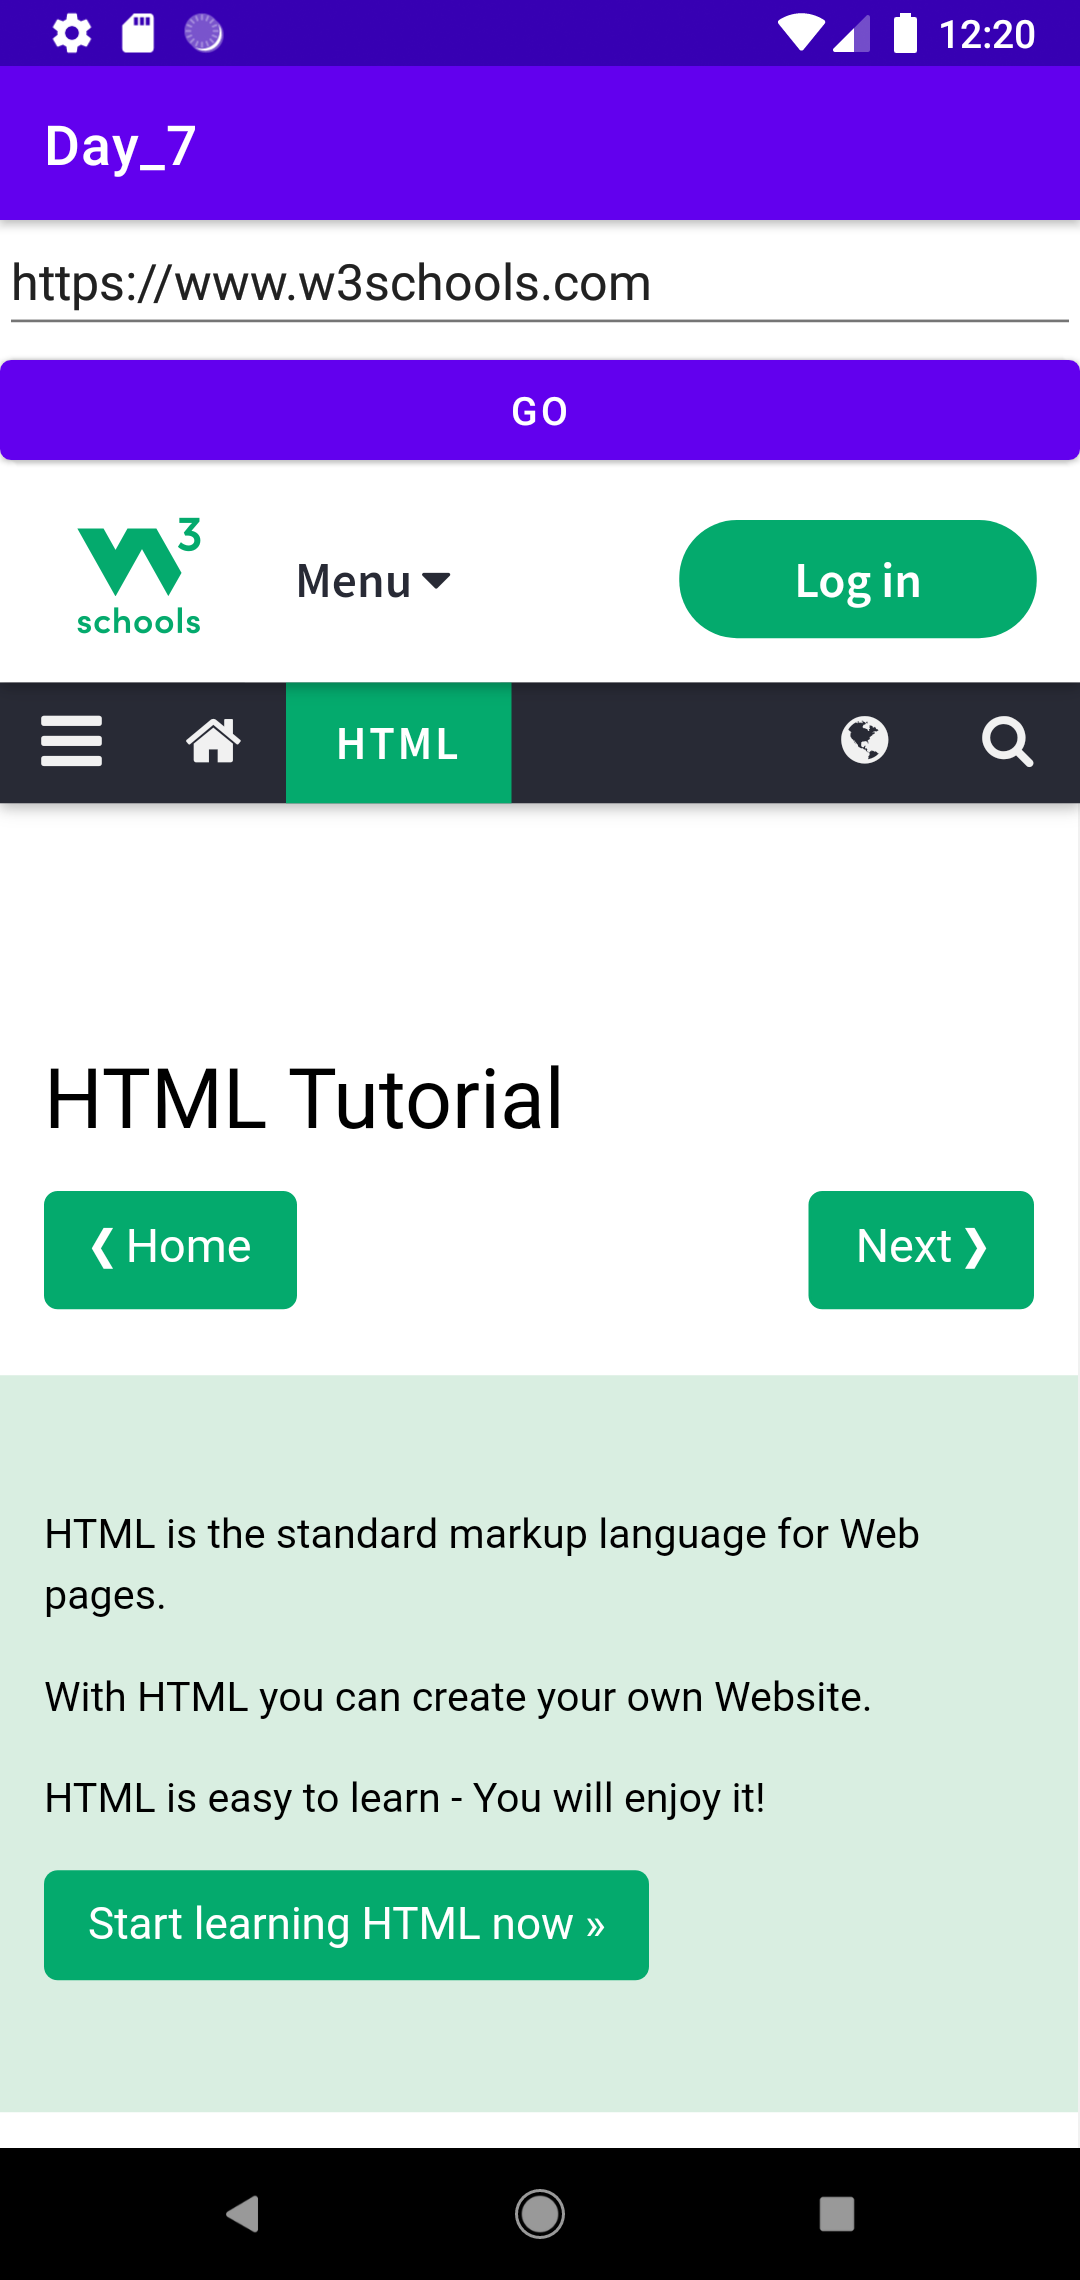 12:20
Day_7
https://www.w3schools.com
GO
W3
schools
Menu
Log in
HTML
HTML Tutorial
❮ Home
Next ❯
HTML is the standard markup language for Web
pages.
With HTML you can create your own Website.
HTML is easy to learn - You will enjoy it!
Start learning HTML now »